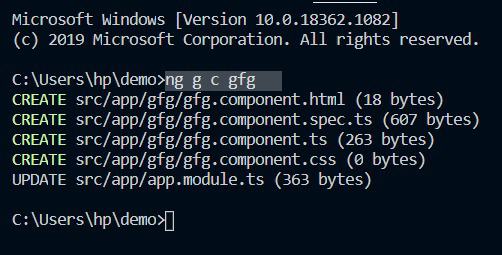 Microsoft Windows [Version 10.0.18362.1082]
(c) 2019 Microsoft Corporation. All rights reserved.
C:\Users\hp\demo>ng g c gfg
CREATE src/app/gfg/gfg.component.html (18 bytes)
CREATE src/app/gfg/gfg.component.spec.ts (607 bytes)
CREATE src/app/gfg/gfg.component.ts (263 bytes)
CREATE src/app/gfg/gfg.component.css (0 bytes)
UPDATE src/app/app.module.ts (363 bytes)
C:\Users\hp\demo>